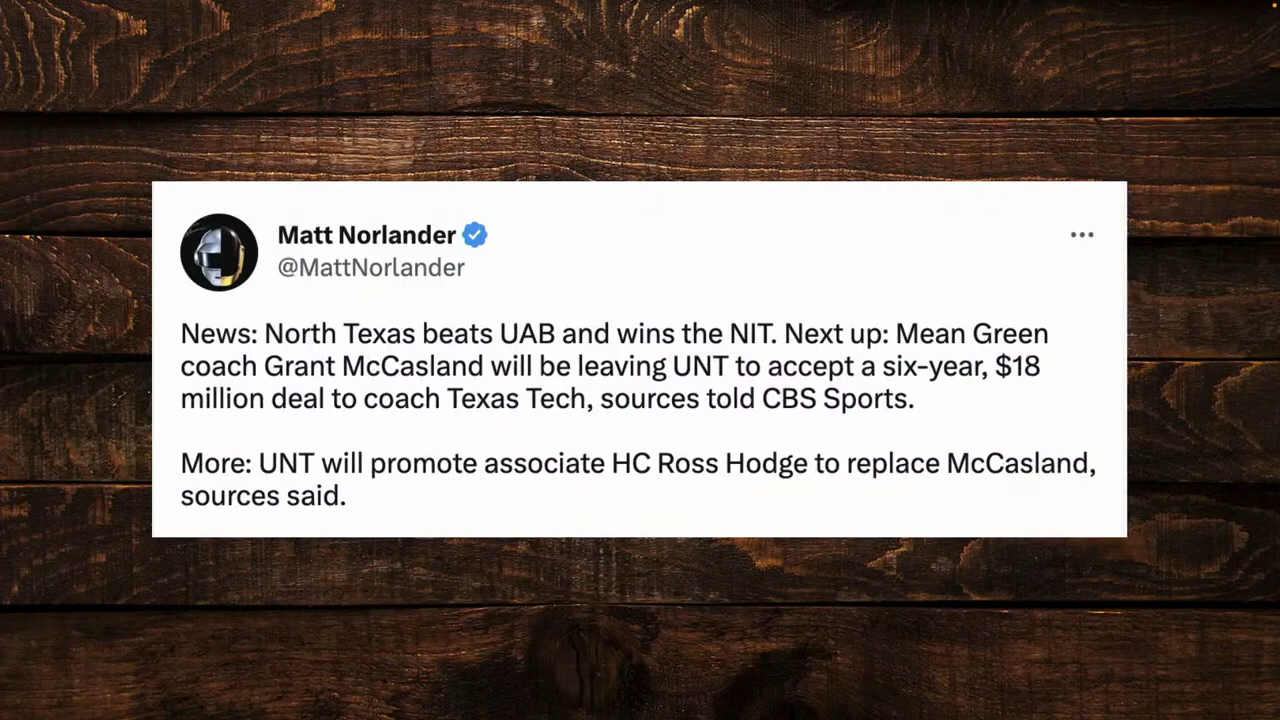 Matt Norlander
@MattNorlander
News: North Texas beats UAB and wins the NIT. Next up: Mean Green
coach Grant McCasland will be leaving UNT to accept a six-year, $18
million deal to coach Texas Tech, sources told CBS Sports.
More: UNT will promote associate HC Ross Hodge to replace McCasland,
sources said.